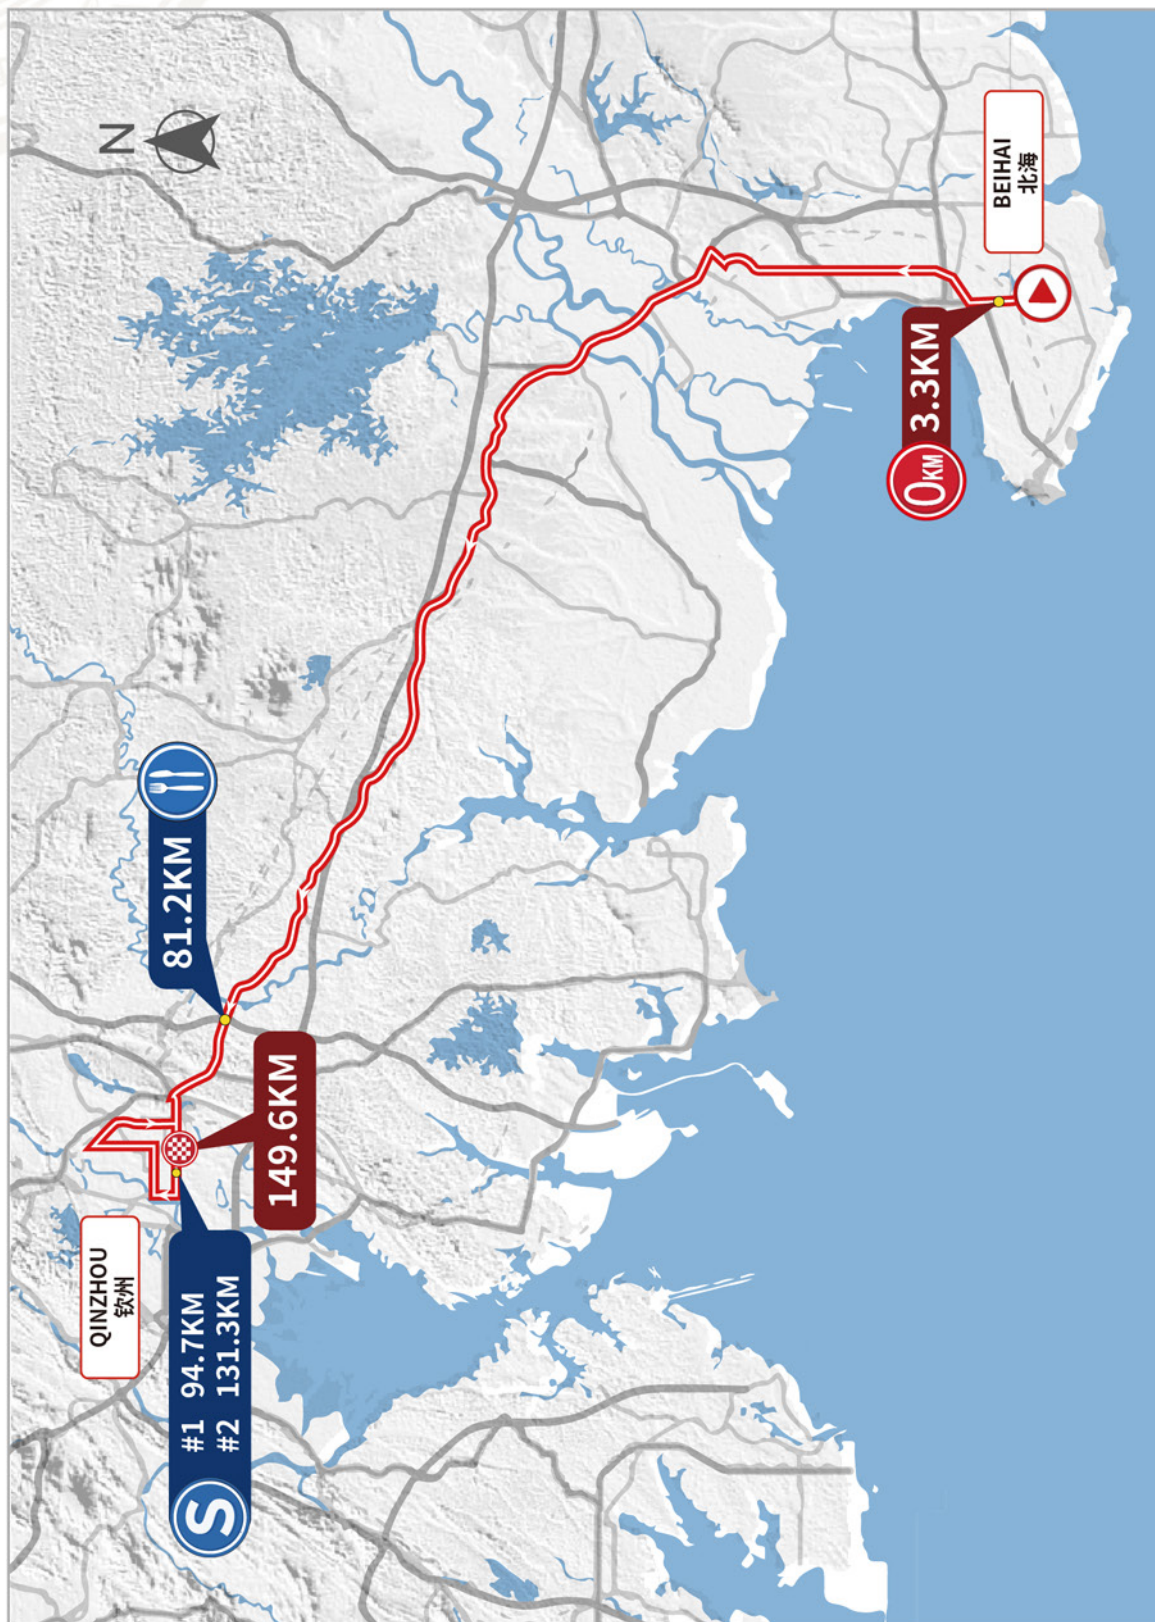 N
QINZHOU
钦州
S
#1 94.7KM
#2 131.3KM
149.6KM
81.2KM
0KM
3.3KM
BEIHAI
北海